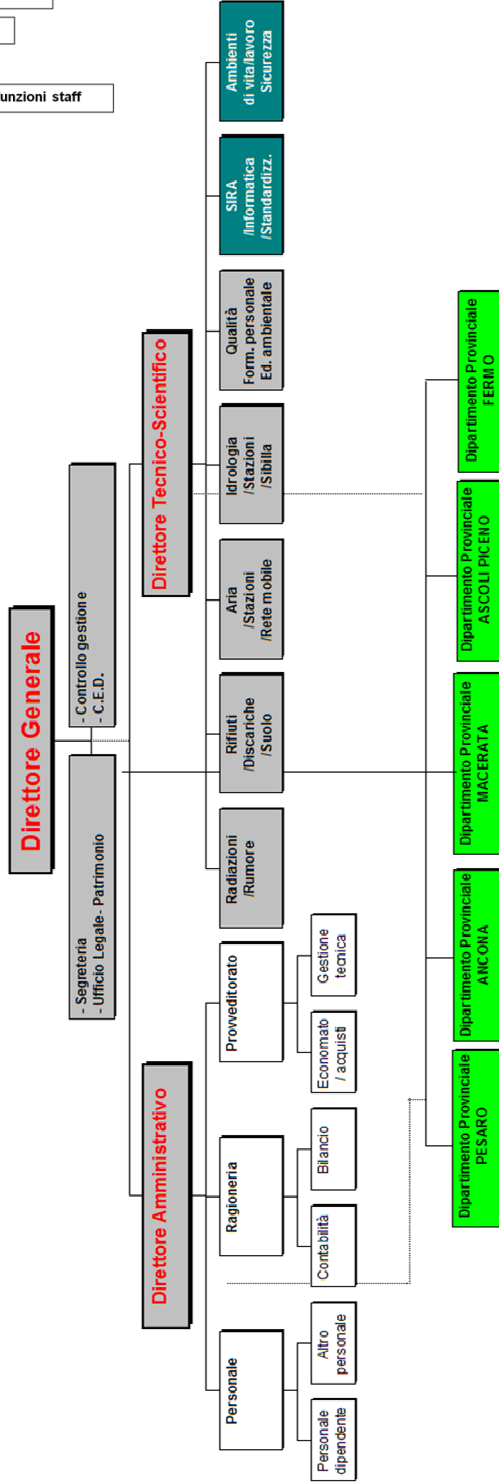 unzioni staff
Direttore Generale
- Segreteria
- Ufficio Legale- Patrimonio
- Controllo gestione
- C.E.D.
Direttore Amministrativo
Direttore Tecnico-Scientifico
Personale
Ragioneria
Provveditorato
Radiazioni
/Rumore
Rifiuti
/Discariche
/Suolo
Aria
/Stazioni
/Rete mobile
Idrologia
/Stazioni
/Sibilla
Qualità
Form. personale
Ed. ambientale
SIRA
/Informatica
/Standardizz.
Ambienti
di vita/lavoro
Sicurezza
Personale
dipendente
Altro
personale
Contabilità
Bilancio
Economato
/ acquisti
Gestione
tecnica
Dipartimento Provinciale
PESARO
Dipartimento Provinciale
ANCONA
Dipartimento Provinciale
MACERATA
Dipartimento Provinciale
ASCOLI PICENO
Dipartimento Provinciale
FERMO